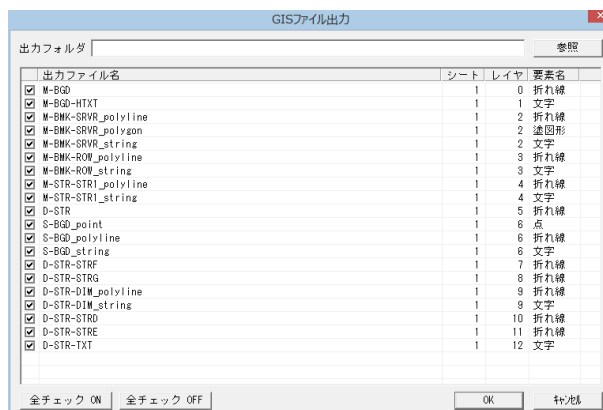 GISファイル出力
出力フォルダ 参照
出力ファイル名 シート レイヤ 要素名
M-BGD 1 0 折れ線
M-BGD-HTXT 1 1 文字
M-BMK-SRVR_polyline 1 2 折れ線
M-BMK-SRVR_polygon 1 2 塗図形
M-BMK-SRVR_string 1 2 文字
M-BMK-ROW_polyline 1 3 折れ線
M-BMK-ROW_string 1 3 文字
M-STR-STR1_polyline 1 4 折れ線
M-STR-STR1_string 1 4 文字
D-STR 1 5 折れ線
S-BGD_point 1 6 点
S-BGD_polyline 1 6 折れ線
S-BGD_string 1 6 文字
D-STR-STRF 1 7 折れ線
D-STR-STRG 1 8 折れ線
D-STR-DIM_polyline 1 9 折れ線
D-STR-DIM_string 1 9 文字
D-STR-STRD 1 10 折れ線
D-STR-STRE 1 11 折れ線
D-STR-TXT 1 12 文字
全チェック ON 全チェック OFF OK ｷｬﾝｾﾙ